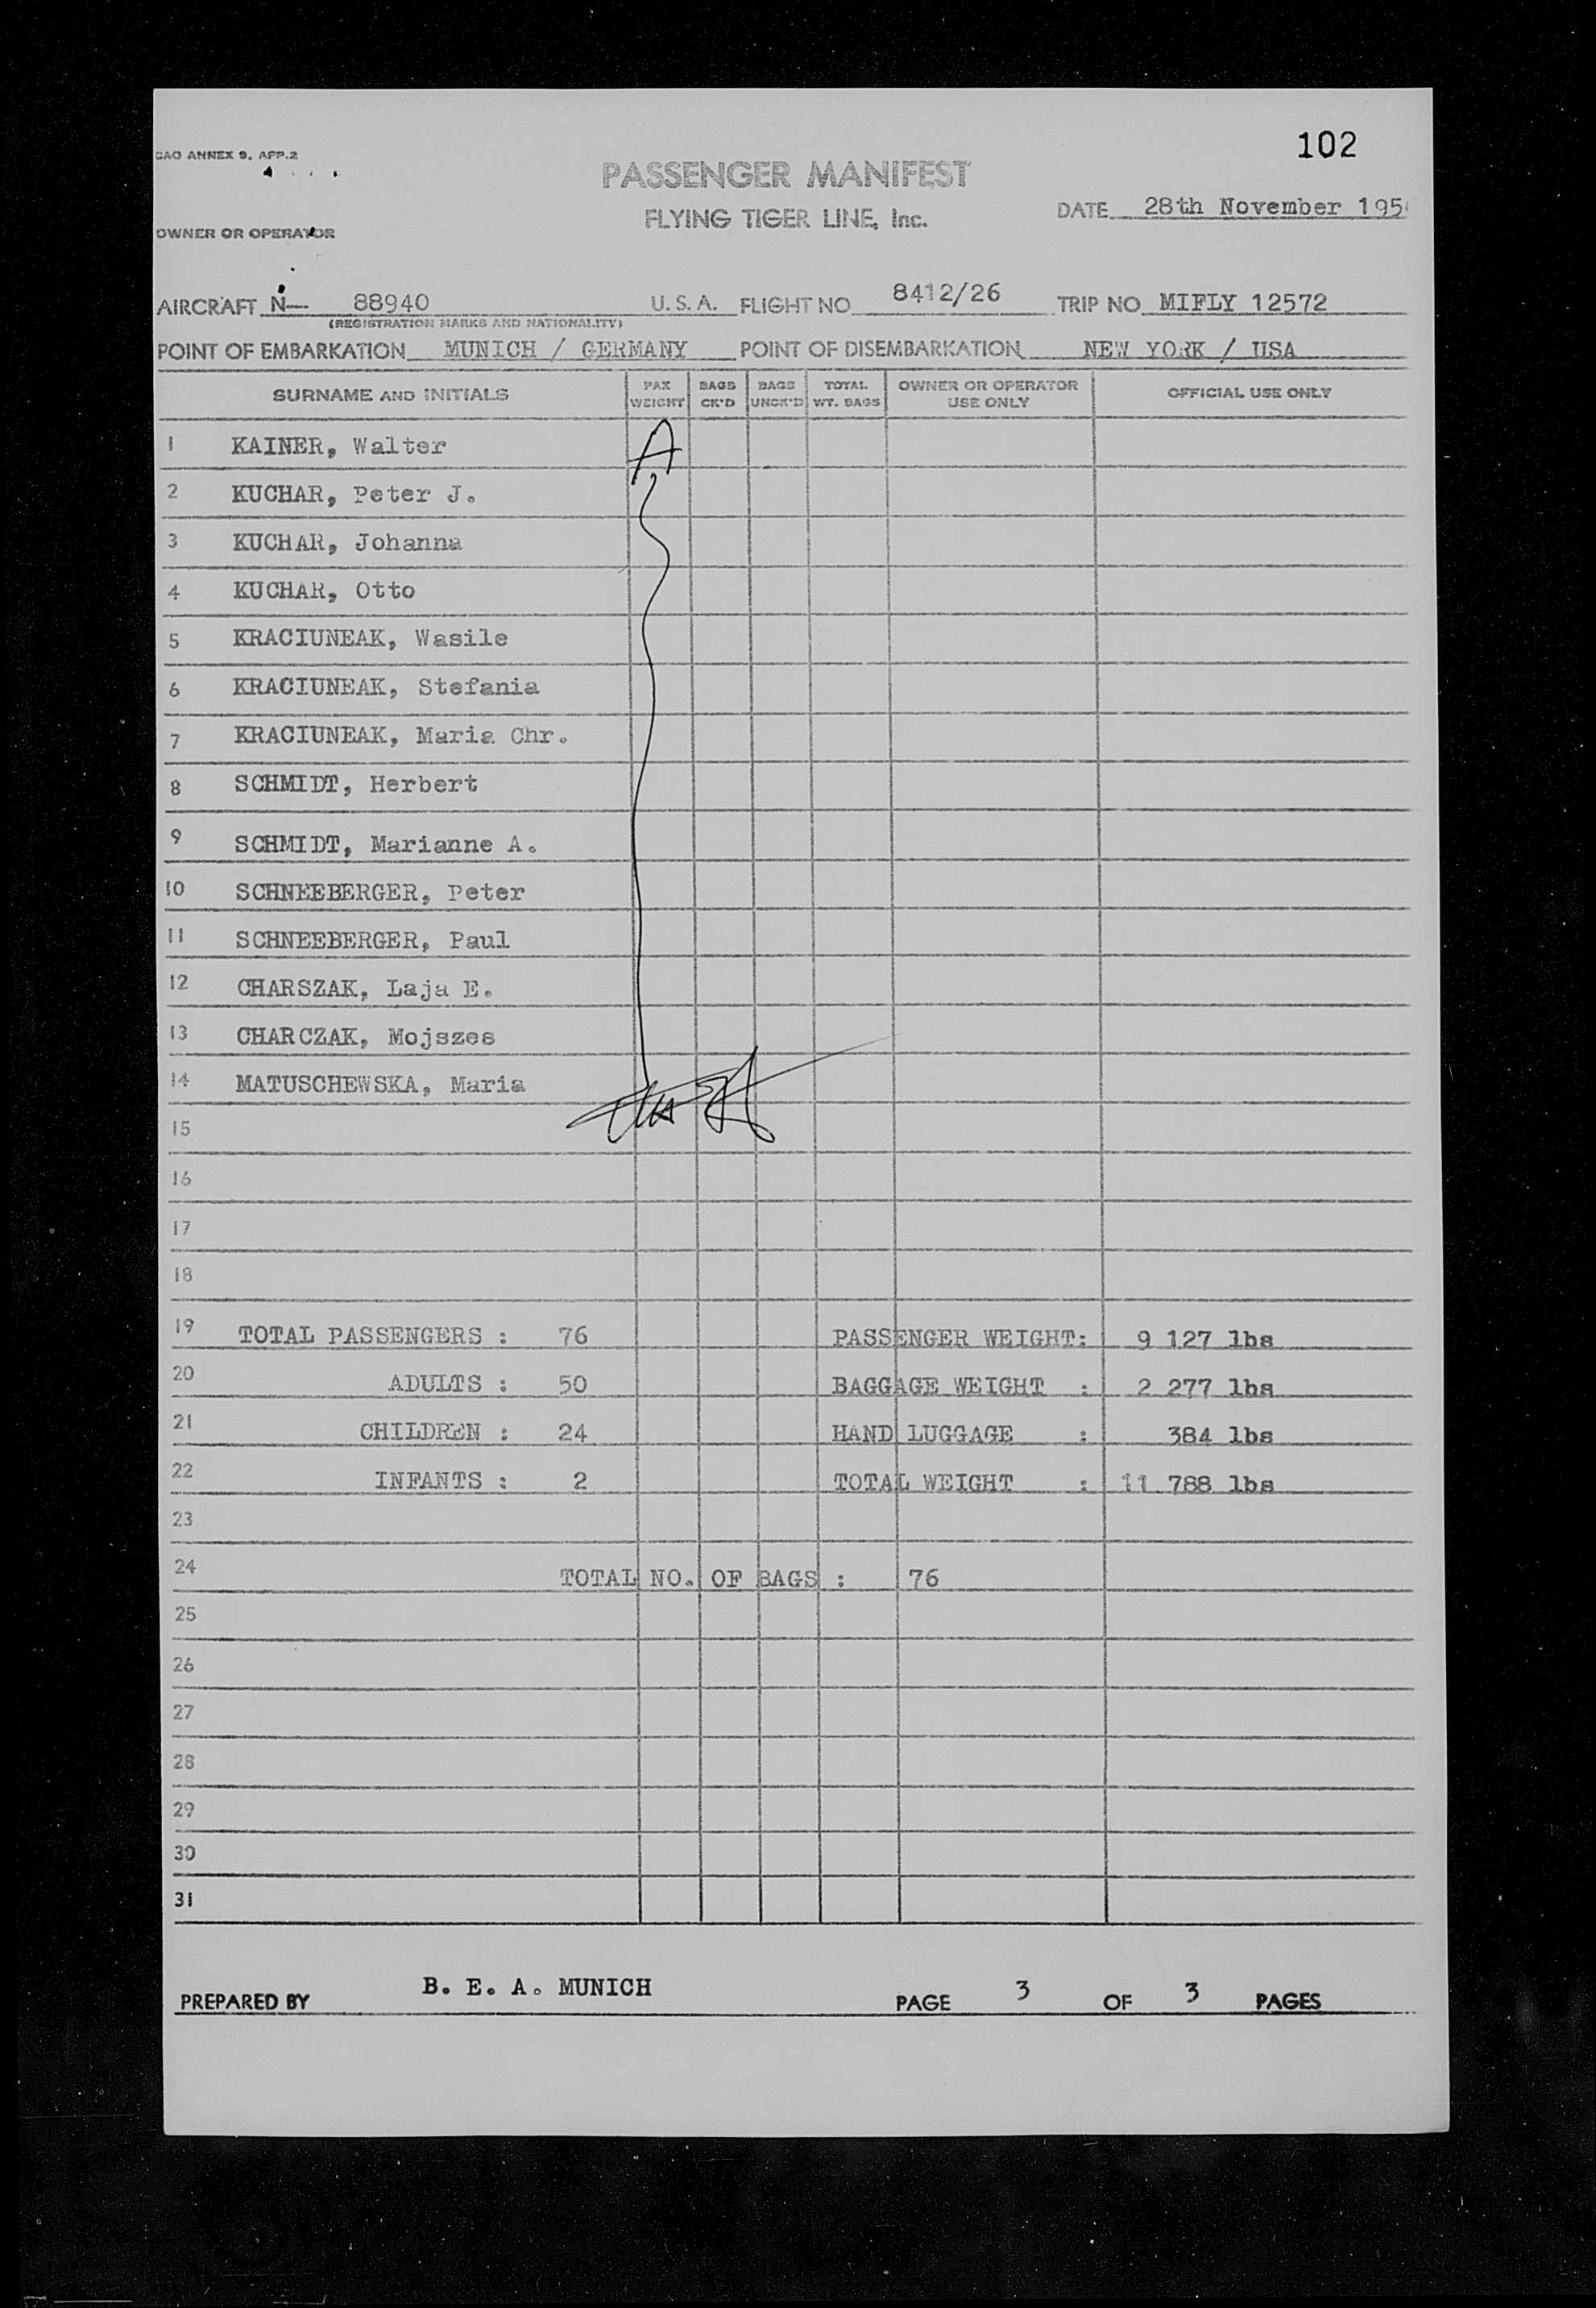 102
CAO ANNEX 9, APP.2
PASSENGER MANIFEST
FLYING TIGER LINE, Inc.
DATE 28th November 195
OWNER OR OPERATOR
AIRCRAFT N— 88940 U. S. A. FLIGHT NO 8412/26 TRIP NO MIFLY 12572
(REGISTRATION MARKS AND NATIONALITY)
POINT OF EMBARKATION MUNICH / GERMANY POINT OF DISEMBARKATION NEW YORK / USA
SURNAME AND INITIALS PAX WEIGHT BAGS CK'D BAGS UNCK'D TOTAL WT. BAGS OWNER OR OPERATOR USE ONLY OFFICIAL USE ONLY
1 KAINER, Walter A
2 KUCHAR, Peter J.
3 KUCHAR, Johanna
4 KUCHAR, Otto
5 KRACIUNEAK, Wasile
6 KRACIUNEAK, Stefania
7 KRACIUNEAK, Maria Chr.
8 SCHMIDT, Herbert
9 SCHMIDT, Marianne A.
10 SCHNEEBERGER, Peter
11 SCHNEEBERGER, Paul
12 CHARSZAK, Laja E.
13 CHARCZAK, Mojszes
14 MATUSCHEWSKA, Maria
15
16
17
18
19 TOTAL PASSENGERS : 76 PASSENGER WEIGHT: 9 127 lbs
20 ADULTS : 50 BAGGAGE WEIGHT : 2 277 lbs
21 CHILDREN : 24 HAND LUGGAGE : 384 lbs
22 INFANTS : 2 TOTAL WEIGHT : 11 788 lbs
23
24 TOTAL NO. OF BAGS : 76
25
26
27
28
29
30
31
PREPARED BY B. E. A. MUNICH PAGE 3 OF 3 PAGES